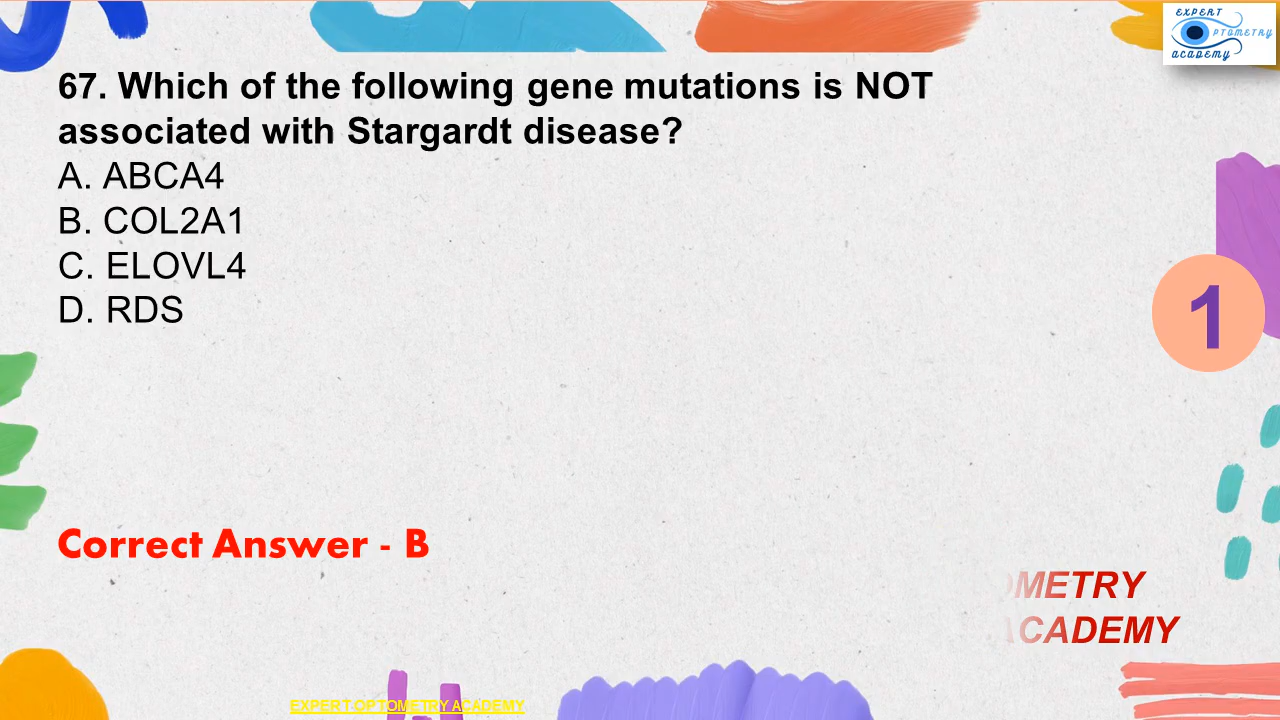 EXPERT
PTOMETRY
academy
67. Which of the following gene mutations is NOT
associated with Stargardt disease?
A. ABCA4
B. COL2A1
C. ELOVL4
D. RDS
1
Correct Answer - B
OMETRY
ACADEMY
EXPERT OPTOMETRY ACADEMY